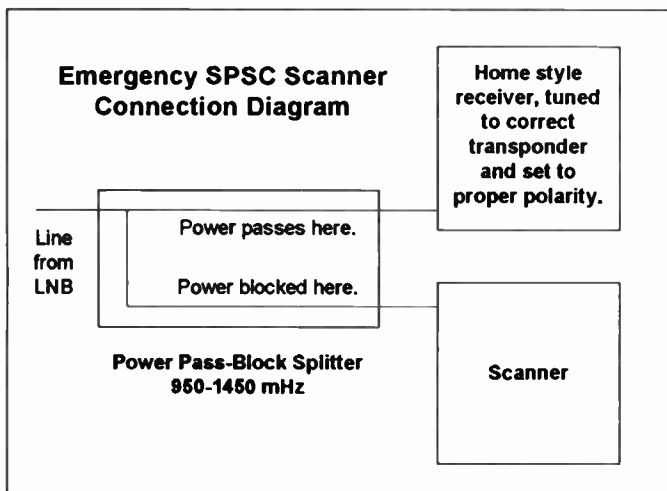 Emergency SPSC Scanner
Connection Diagram
Home style
receiver, tuned
to correct
transponder
and set to
proper polarity.
Line
from
LNB
Power passes here.
Power blocked here.
Power Pass-Block Splitter
950-1450 mHz
Scanner